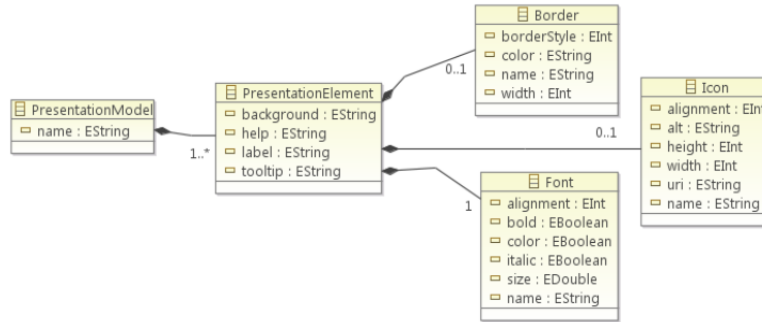 Border
borderStyle : EInt
color : EString
name : EString
width : EInt
0..1
PresentationModel
name : EString
1..*
PresentationElement
background : EString
help : EString
label : EString
tooltip : EString
0..1
Icon
alignment : EInt
alt : EString
height : EInt
width : EInt
uri : EString
name : EString
1
Font
alignment : EInt
bold : EBoolean
color : EBoolean
italic : EBoolean
size : EDouble
name : EString